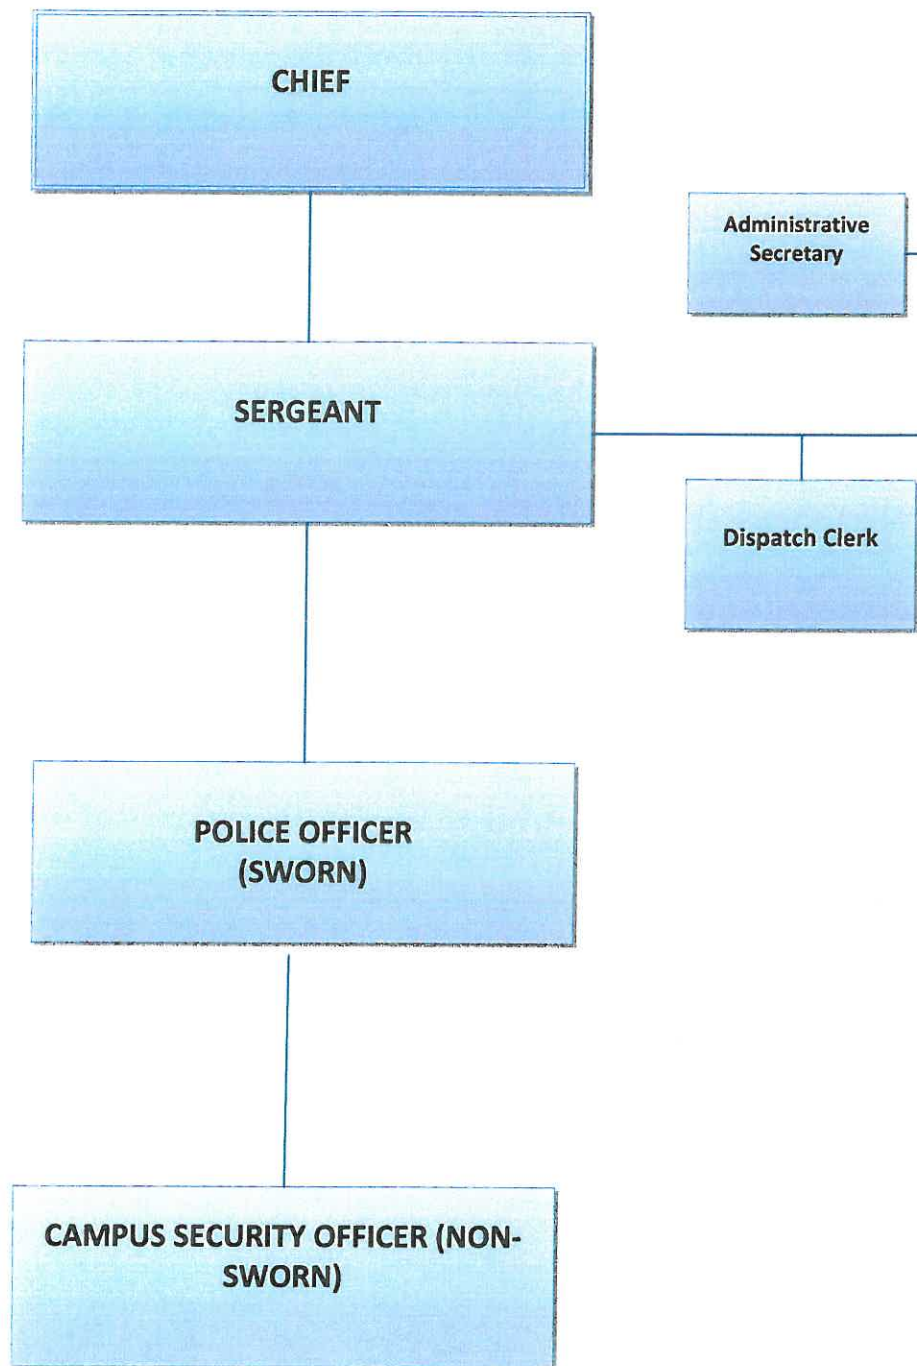 CHIEF
Administrative
Secretary
SERGEANT
Dispatch Clerk
POLICE OFFICER
(SWORN)
CAMPUS SECURITY OFFICER (NON-
SWORN)